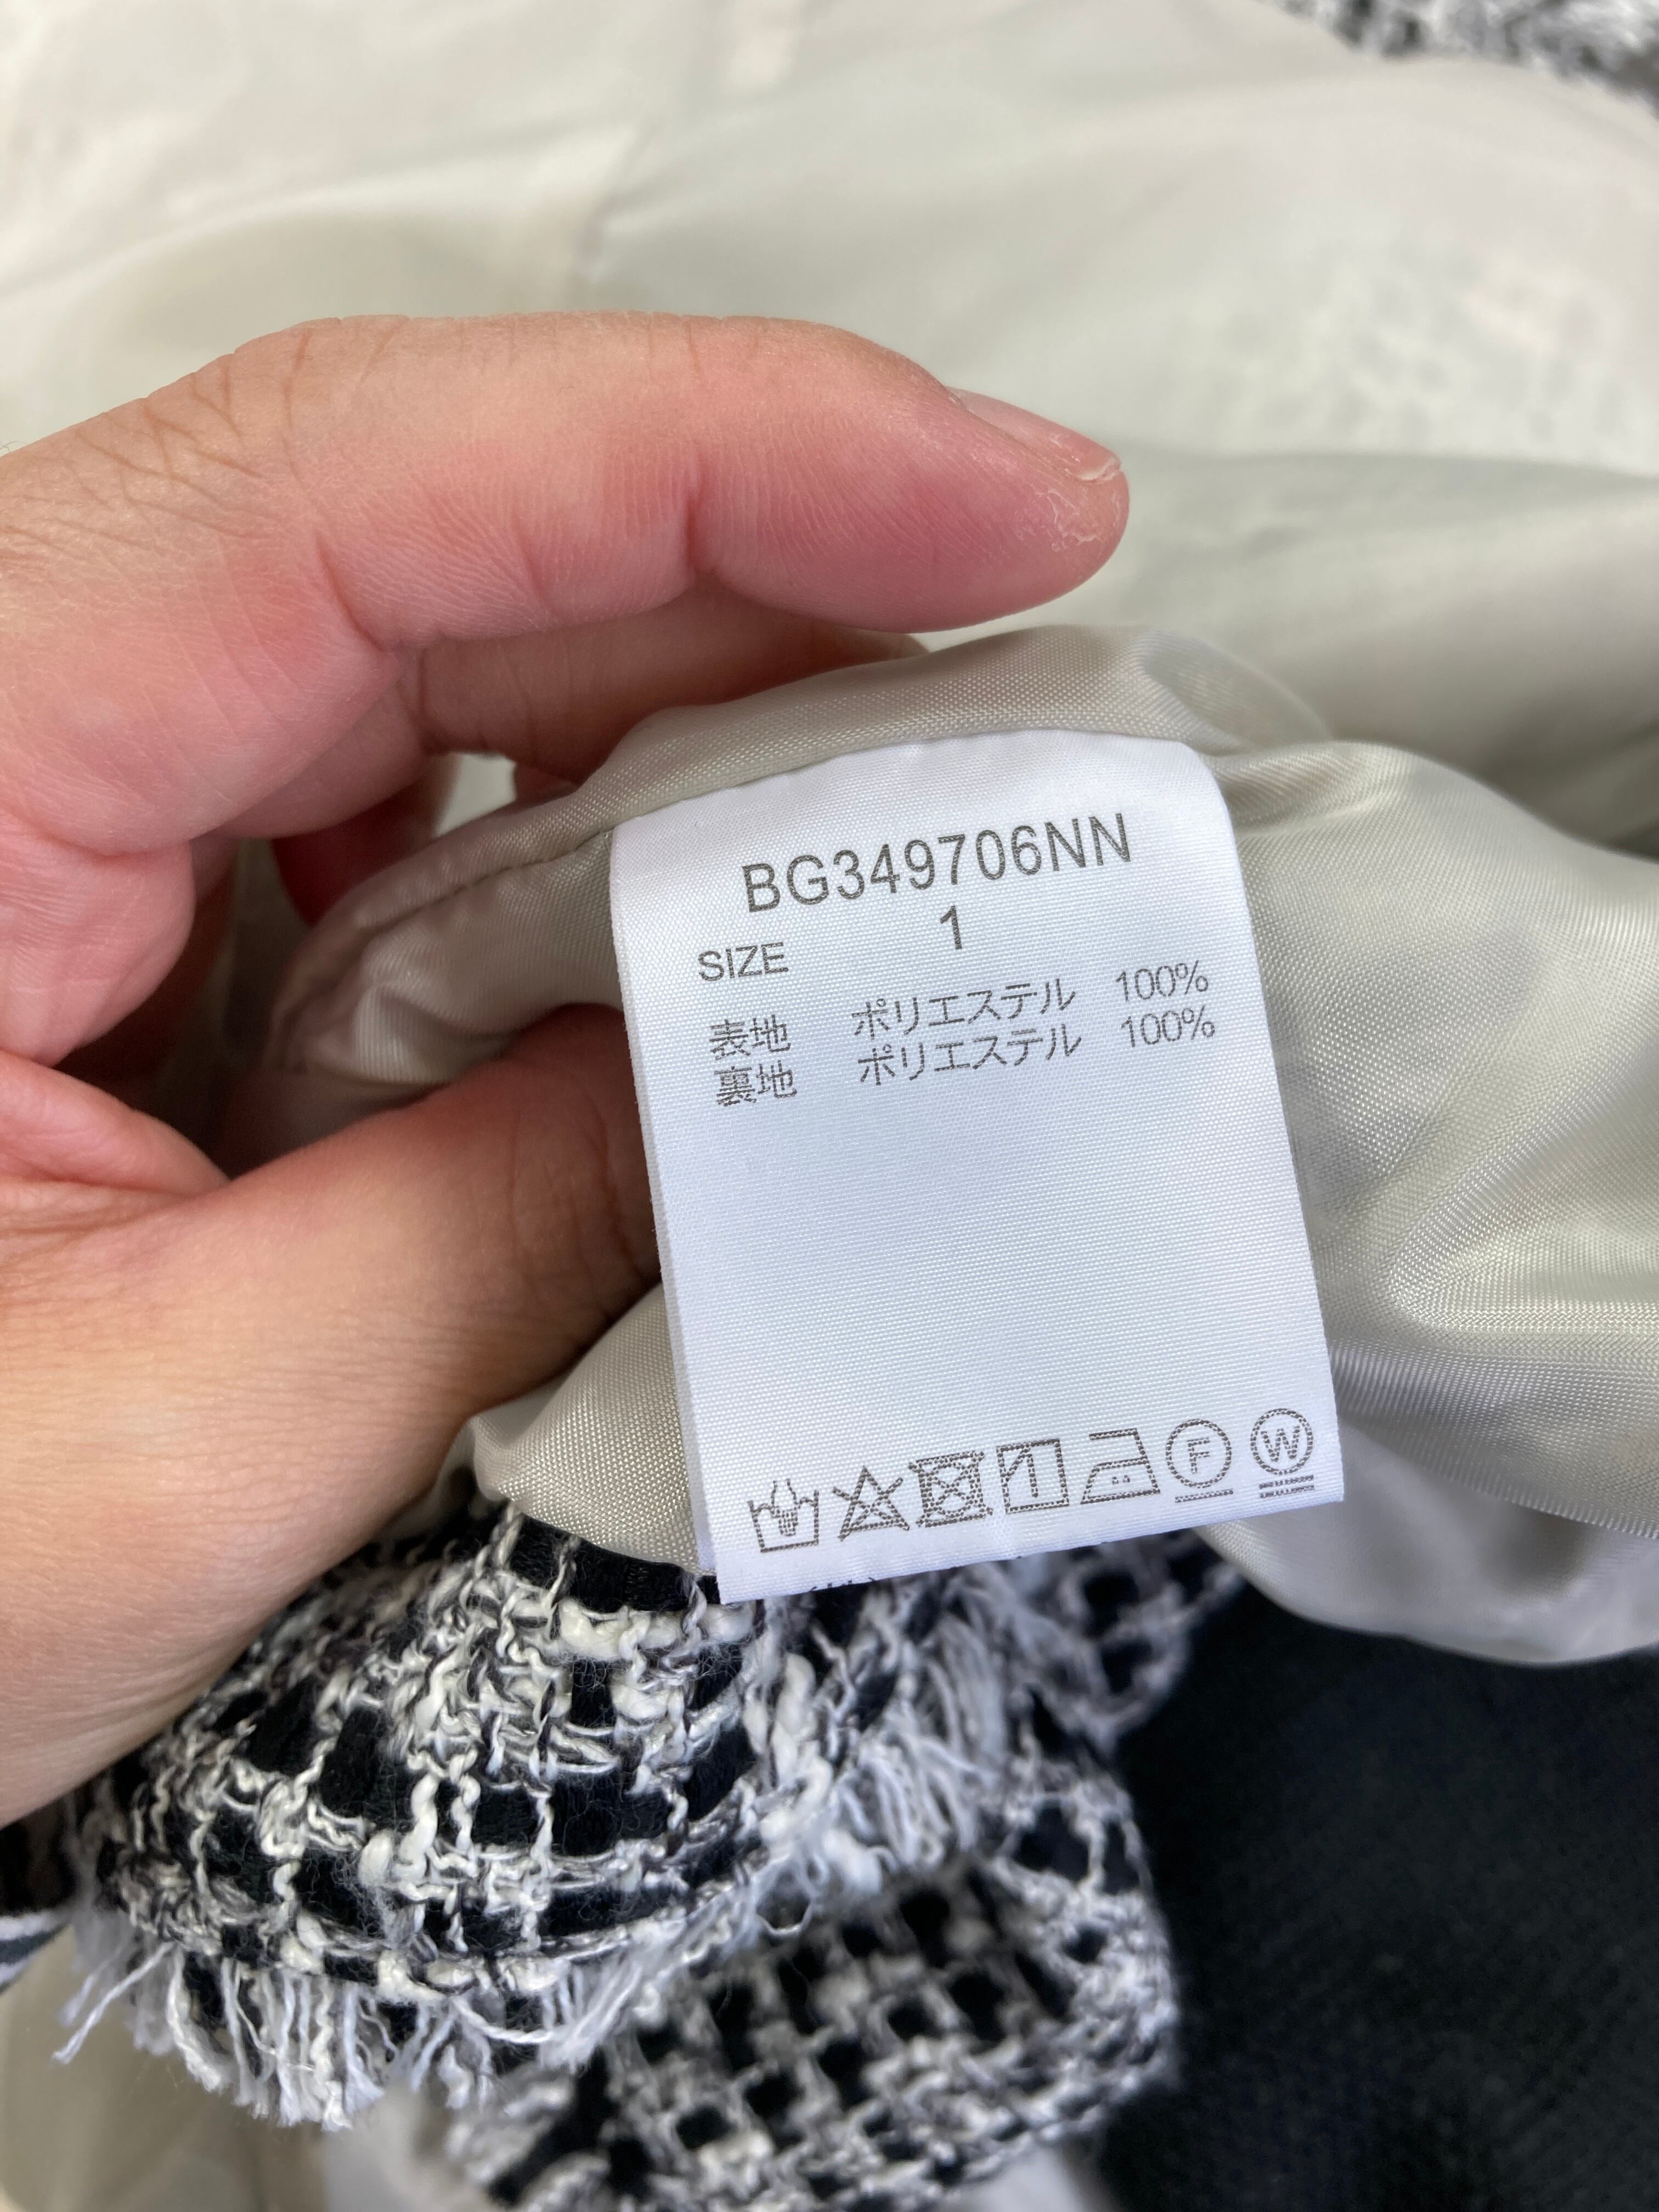 BG349706NN
SIZE 1
表地 ポリエステル 100%
裏地 ポリエステル 100%
F W